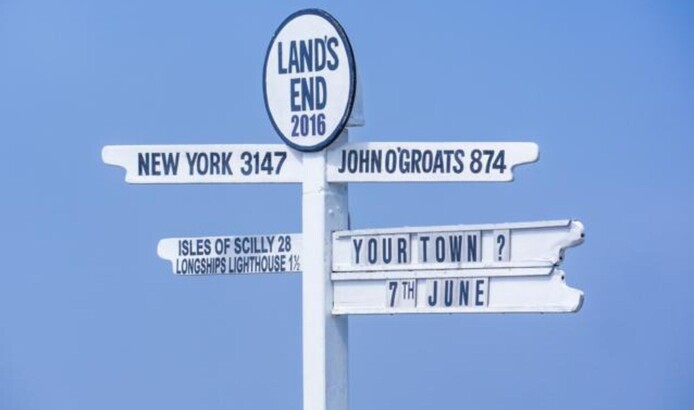 LAND'S
END
2016
NEW YORK 3147
JOHN O'GROATS 874
ISLES OF SCILLY 28
LONGSHIPS LIGHTHOUSE 1½
YOUR TOWN ?
7TH JUNE